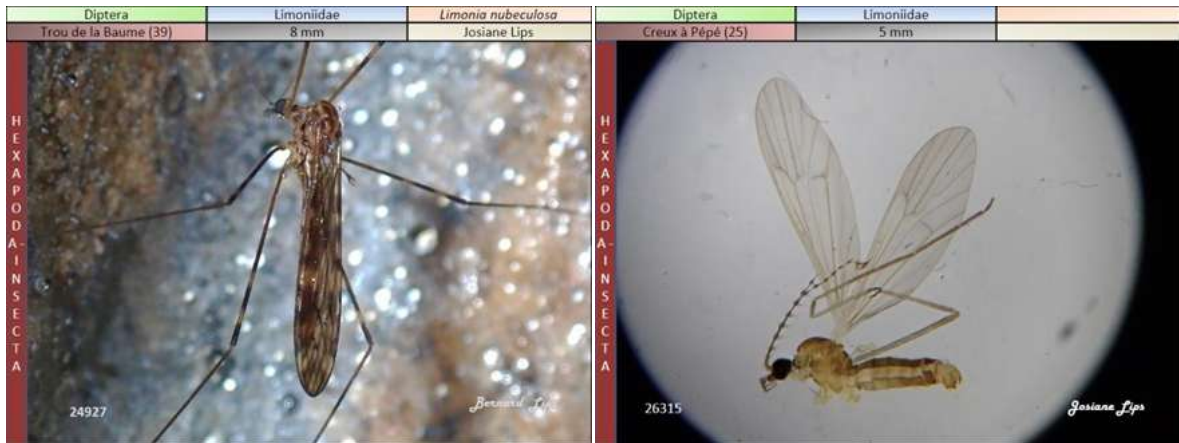 Diptera Limoniidae Limonia nubeculosa
Trou de la Baume (39) 8 mm Josiane Lips
HEXAPODA-INSECTA
24927
Bernard Lips
Diptera Limoniidae
Creux à Pépé (25) 5 mm
HEXAPODA-INSECTA
26315
Josiane Lips